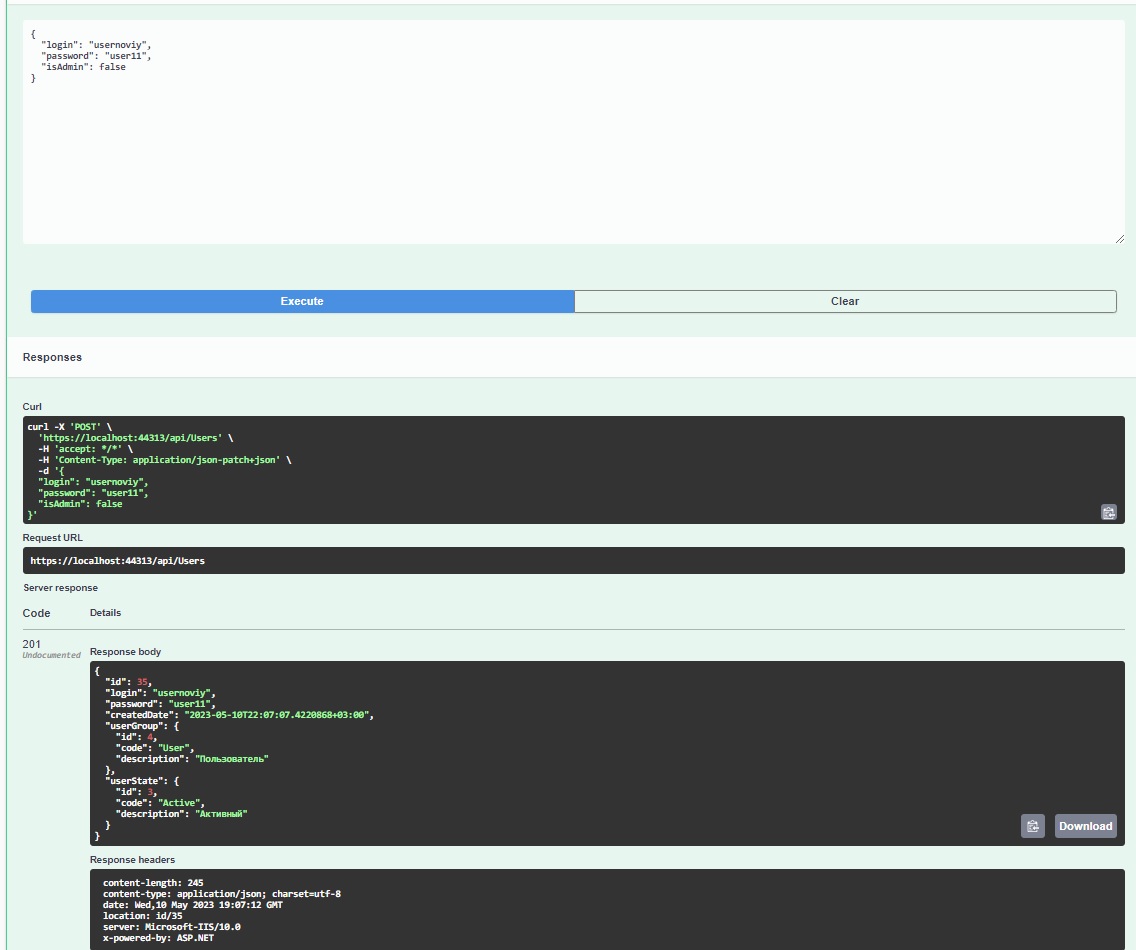 {
"login": "usernoviy",
"password": "user11",
"isAdmin": false
}
Execute
Clear
Responses
Curl
curl -X 'POST' \
'https://localhost:44313/api/Users' \
-H 'accept: */*' \
-H 'Content-Type: application/json-patch+json' \
-d '{
"login": "usernoviy",
"password": "user11",
"isAdmin": false
}'
Request URL
https://localhost:44313/api/Users
Server response
Code Details
201
Undocumented
Response body
{
"id": 35,
"login": "usernoviy",
"password": "user11",
"createdDate": "2023-05-10T22:07:07.4220868+03:00",
"userGroup": {
"id": 4,
"code": "User",
"description": "Пользователь"
},
"userState": {
"id": 3,
"code": "Active",
"description": "Активный"
}
}
Download
Response headers
content-length: 245
content-type: application/json; charset=utf-8
date: Wed,10 May 2023 19:07:12 GMT
location: id/35
server: Microsoft-IIS/10.0
x-powered-by: ASP.NET